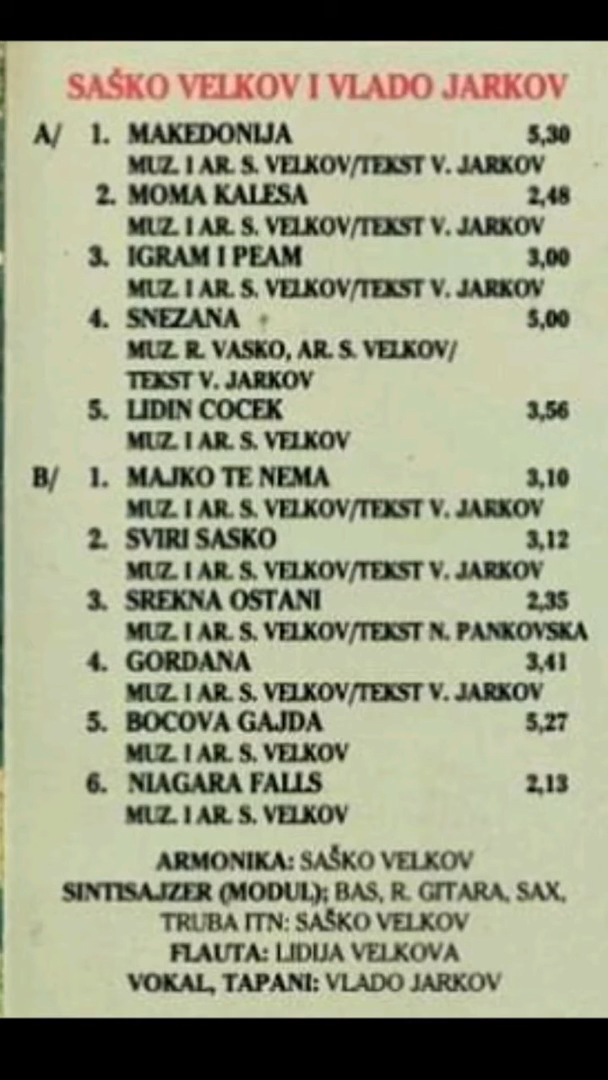 SAŠKO VELKOV I VLADO JARKOV
A/ 1. MAKEDONIJA 5,30
MUZ. I AR. S. VELKOV/TEKST V. JARKOV
2. MOMA KALESA 2,48
MUZ. I AR. S. VELKOV/TEKST V. JARKOV
3. IGRAM I PEAM 3,00
MUZ. I AR. S. VELKOV/TEKST V. JARKOV
4. SNEZANA 5,00
MUZ. R. VASKO, AR. S. VELKOV/
TEKST V. JARKOV
5. LIDIN COCEK 3,56
MUZ. I AR. S. VELKOV
B/ 1. MAJKO TE NEMA 3,10
MUZ. I AR. S. VELKOV/TEKST V. JARKOV
2. SVIRI SASKO 3,12
MUZ. I AR. S. VELKOV/TEKST V. JARKOV
3. SREKNA OSTANI 2,35
MUZ. I AR. S. VELKOV/TEKST N. PANKOVSKA
4. GORDANA 3,41
MUZ. I AR. S. VELKOV/TEKST V. JARKOV
5. BOCOVA GAJDA 5,27
MUZ. I AR. S. VELKOV
6. NIAGARA FALLS 2,13
MUZ. I AR. S. VELKOV
ARMONIKA: SAŠKO VELKOV
SINTISAJZER (MODUL); BAS, R. GITARA, SAX,
TRUBA ITN: SAŠKO VELKOV
FLAUTA: LIDIJA VELKOVA
VOKAL, TAPANI: VLADO JARKOV